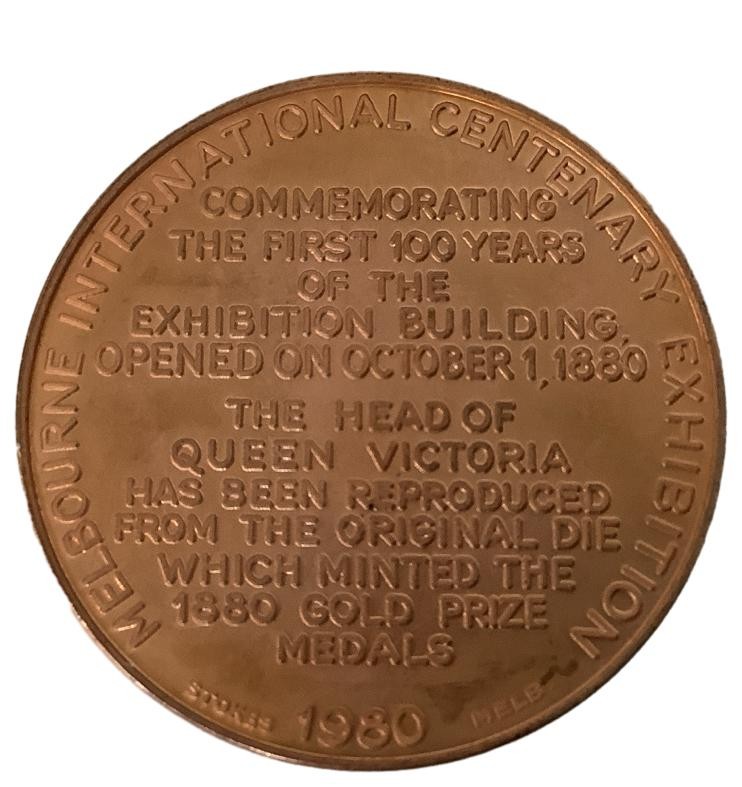 MELBOURNE INTERNATIONAL CENTENARY EXHIBITION
COMMEMORATING
THE FIRST 100 YEARS
OF THE
EXHIBITION BUILDING,
OPENED ON OCTOBER 1, 1880
THE HEAD OF
QUEEN VICTORIA
HAS BEEN REPRODUCED
FROM THE ORIGINAL DIE
WHICH MINTED THE
1880 GOLD PRIZE
MEDALS
STOKES 1980 MELB